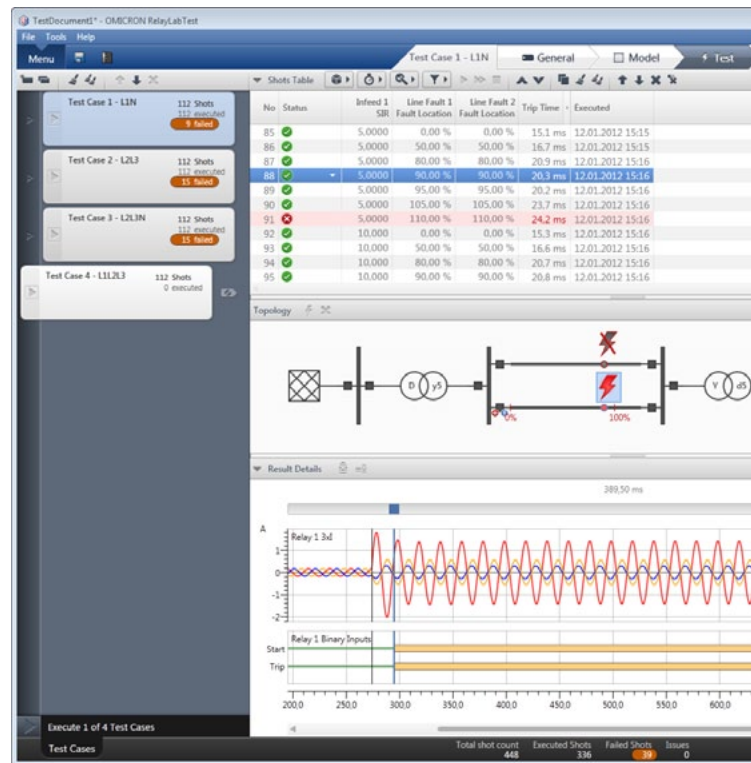 TestDocument1* - OMICRON RelayLabTest
File Tools Help
Menu
Test Case 1 - L1N General Model Test
Shots Table
Test Case 1 - L1N 112 Shots
112 executed
9 failed
Test Case 2 - L2L3 112 Shots
112 executed
15 failed
Test Case 3 - L2L3N 112 Shots
112 executed
15 failed
Test Case 4 - L1L2L3 112 Shots
0 executed
No Status Infeed 1 SIR Line Fault 1 Fault Location Line Fault 2 Fault Location Trip Time Executed
85 5,0000 0,00 % 0,00 % 15.1 ms 12.01.2012 15:15
86 5,0000 50,00 % 50,00 % 16,7 ms 12.01.2012 15:15
87 5,0000 80,00 % 80,00 % 20,9 ms 12.01.2012 15:16
88 5,0000 90,00 % 90,00 % 20,3 ms 12.01.2012 15:16
89 5,0000 95,00 % 95,00 % 20.2 ms 12.01.2012 15:16
90 5,0000 105,00 % 105,00 % 23,7 ms 12.01.2012 15:16
91 5,0000 110,00 % 110,00 % 24,2 ms 12.01.2012 15:16
92 10,000 0,00 % 0,00 % 15,3 ms 12.01.2012 15:16
93 10,000 50,00 % 50,00 % 16,6 ms 12.01.2012 15:16
94 10,000 80,00 % 80,00 % 20,7 ms 12.01.2012 15:16
95 10,000 90,00 % 90,00 % 20,8 ms 12.01.2012 15:16
Topology
D y5 Y d5
0% 100%
Result Details
389,50 ms
A
Relay 1 3xI
1
0
-1
-2
Relay 1 Binary Inputs
Start
Trip
200,0 250,0 300,0 350,0 400,0 450,0 500,0 550,0 600,0
Execute 1 of 4 Test Cases
Test Cases
Total shot count Executed Shots Failed Shots Issues
448 336 39 0